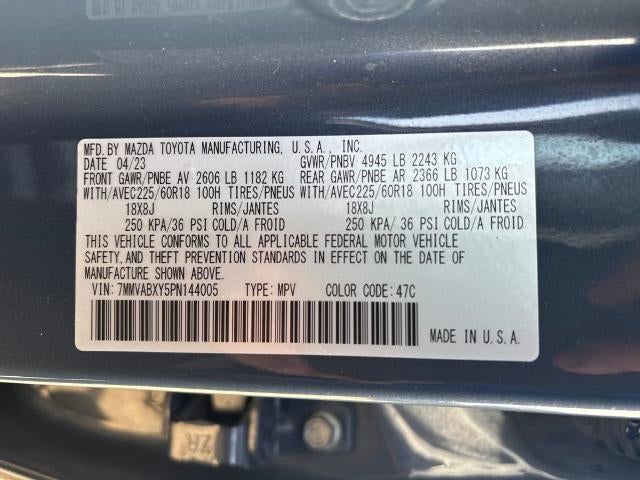 MFD.BY MAZDA TOYOTA MANUFACTURING, U.S.A., INC.
DATE 04/23 GVWR/PNBV 4945 LB 2243 KG
FRONT GAWR/PNBE AV 2606 LB 1182 KG REAR GAWR/PNBE AR 2366 LB 1073 KG
WITH/AVEC225/60R18 100H TIRES/PNEUS WITH/AVEC225/60R18 100H TIRES/PNEUS
18X8J RIMS/JANTES 18X8J RIMS/JANTES
250 KPA/36 PSI COLD/A FROID 250 KPA/ 36 PSI COLD/A FROID
THIS VEHICLE CONFORMS TO ALL APPLICABLE FEDERAL MOTOR VEHICLE
SAFETY,AND THEFT PREVENTION STANDARDS IN EFFECT ON THE DATE OF
MANUFACTURE SHOWN ABOVE.
VIN: 7MMVABXY5PN144005 TYPE: MPV COLOR CODE: 47C
MADE IN U.S.A.
ZR